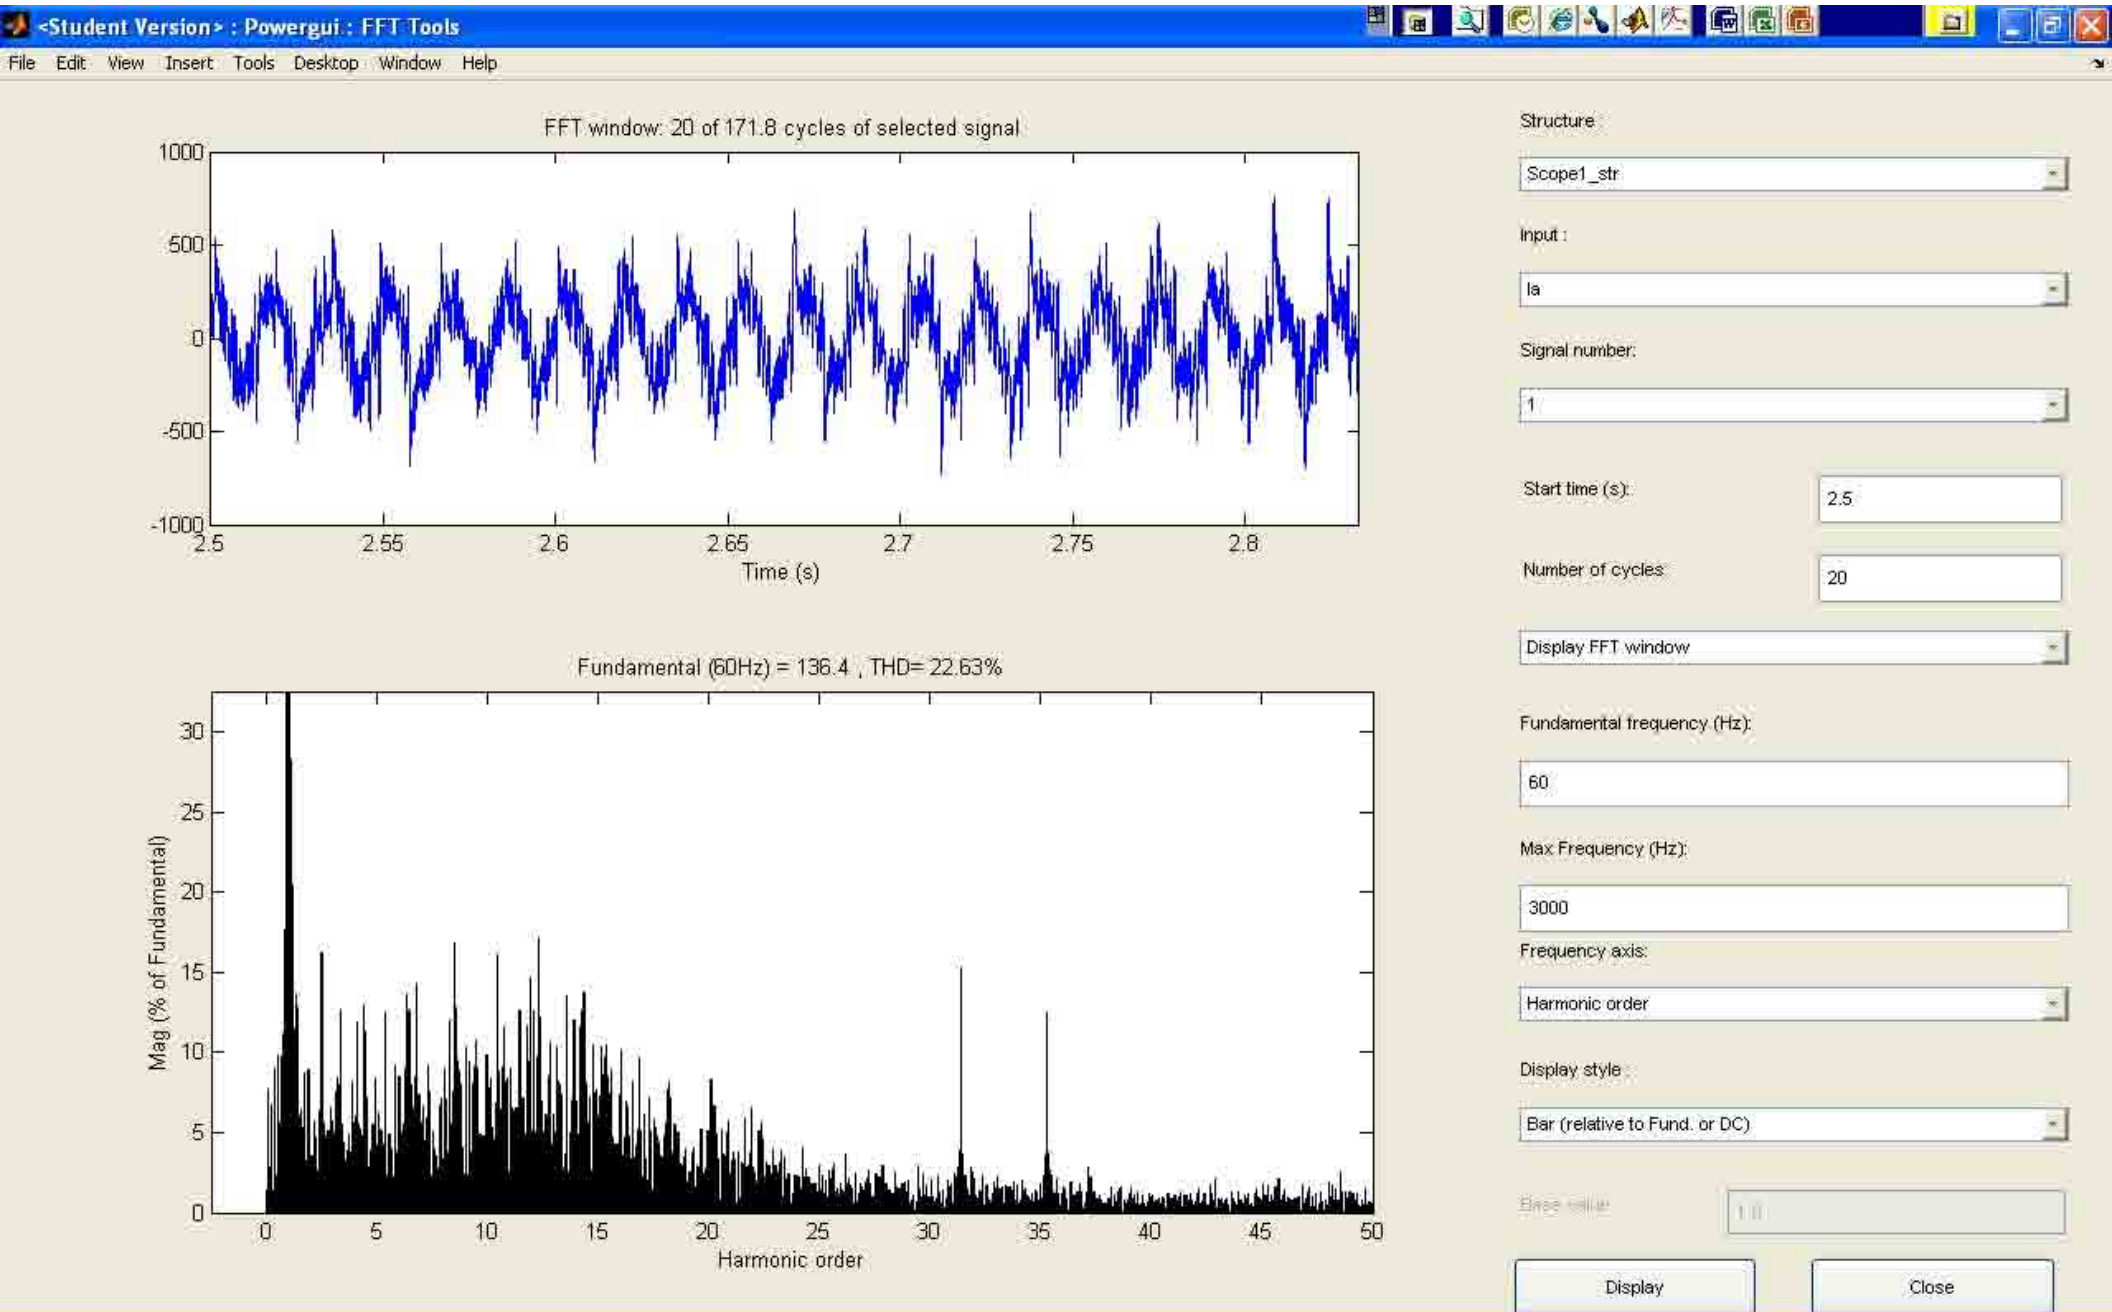 <Student Version> : Powergui : FFT Tools
File Edit View Insert Tools Desktop Window Help
FFT window: 20 of 171.8 cycles of selected signal
1000
500
0
-500
-1000
2.5 2.55 2.6 2.65 2.7 2.75 2.8
Time (s)
Fundamental (60Hz) = 136.4 , THD= 22.63%
Mag (% of Fundamental)
30
25
20
15
10
5
0
0 5 10 15 20 25 30 35 40 45 50
Harmonic order
Structure :
Scope1_str
Input :
Ia
Signal number:
1
Start time (s):
2.5
Number of cycles:
20
Display FFT window
Fundamental frequency (Hz):
60
Max Frequency (Hz):
3000
Frequency axis:
Harmonic order
Display style :
Bar (relative to Fund. or DC)
Base value:
1.0
Display
Close